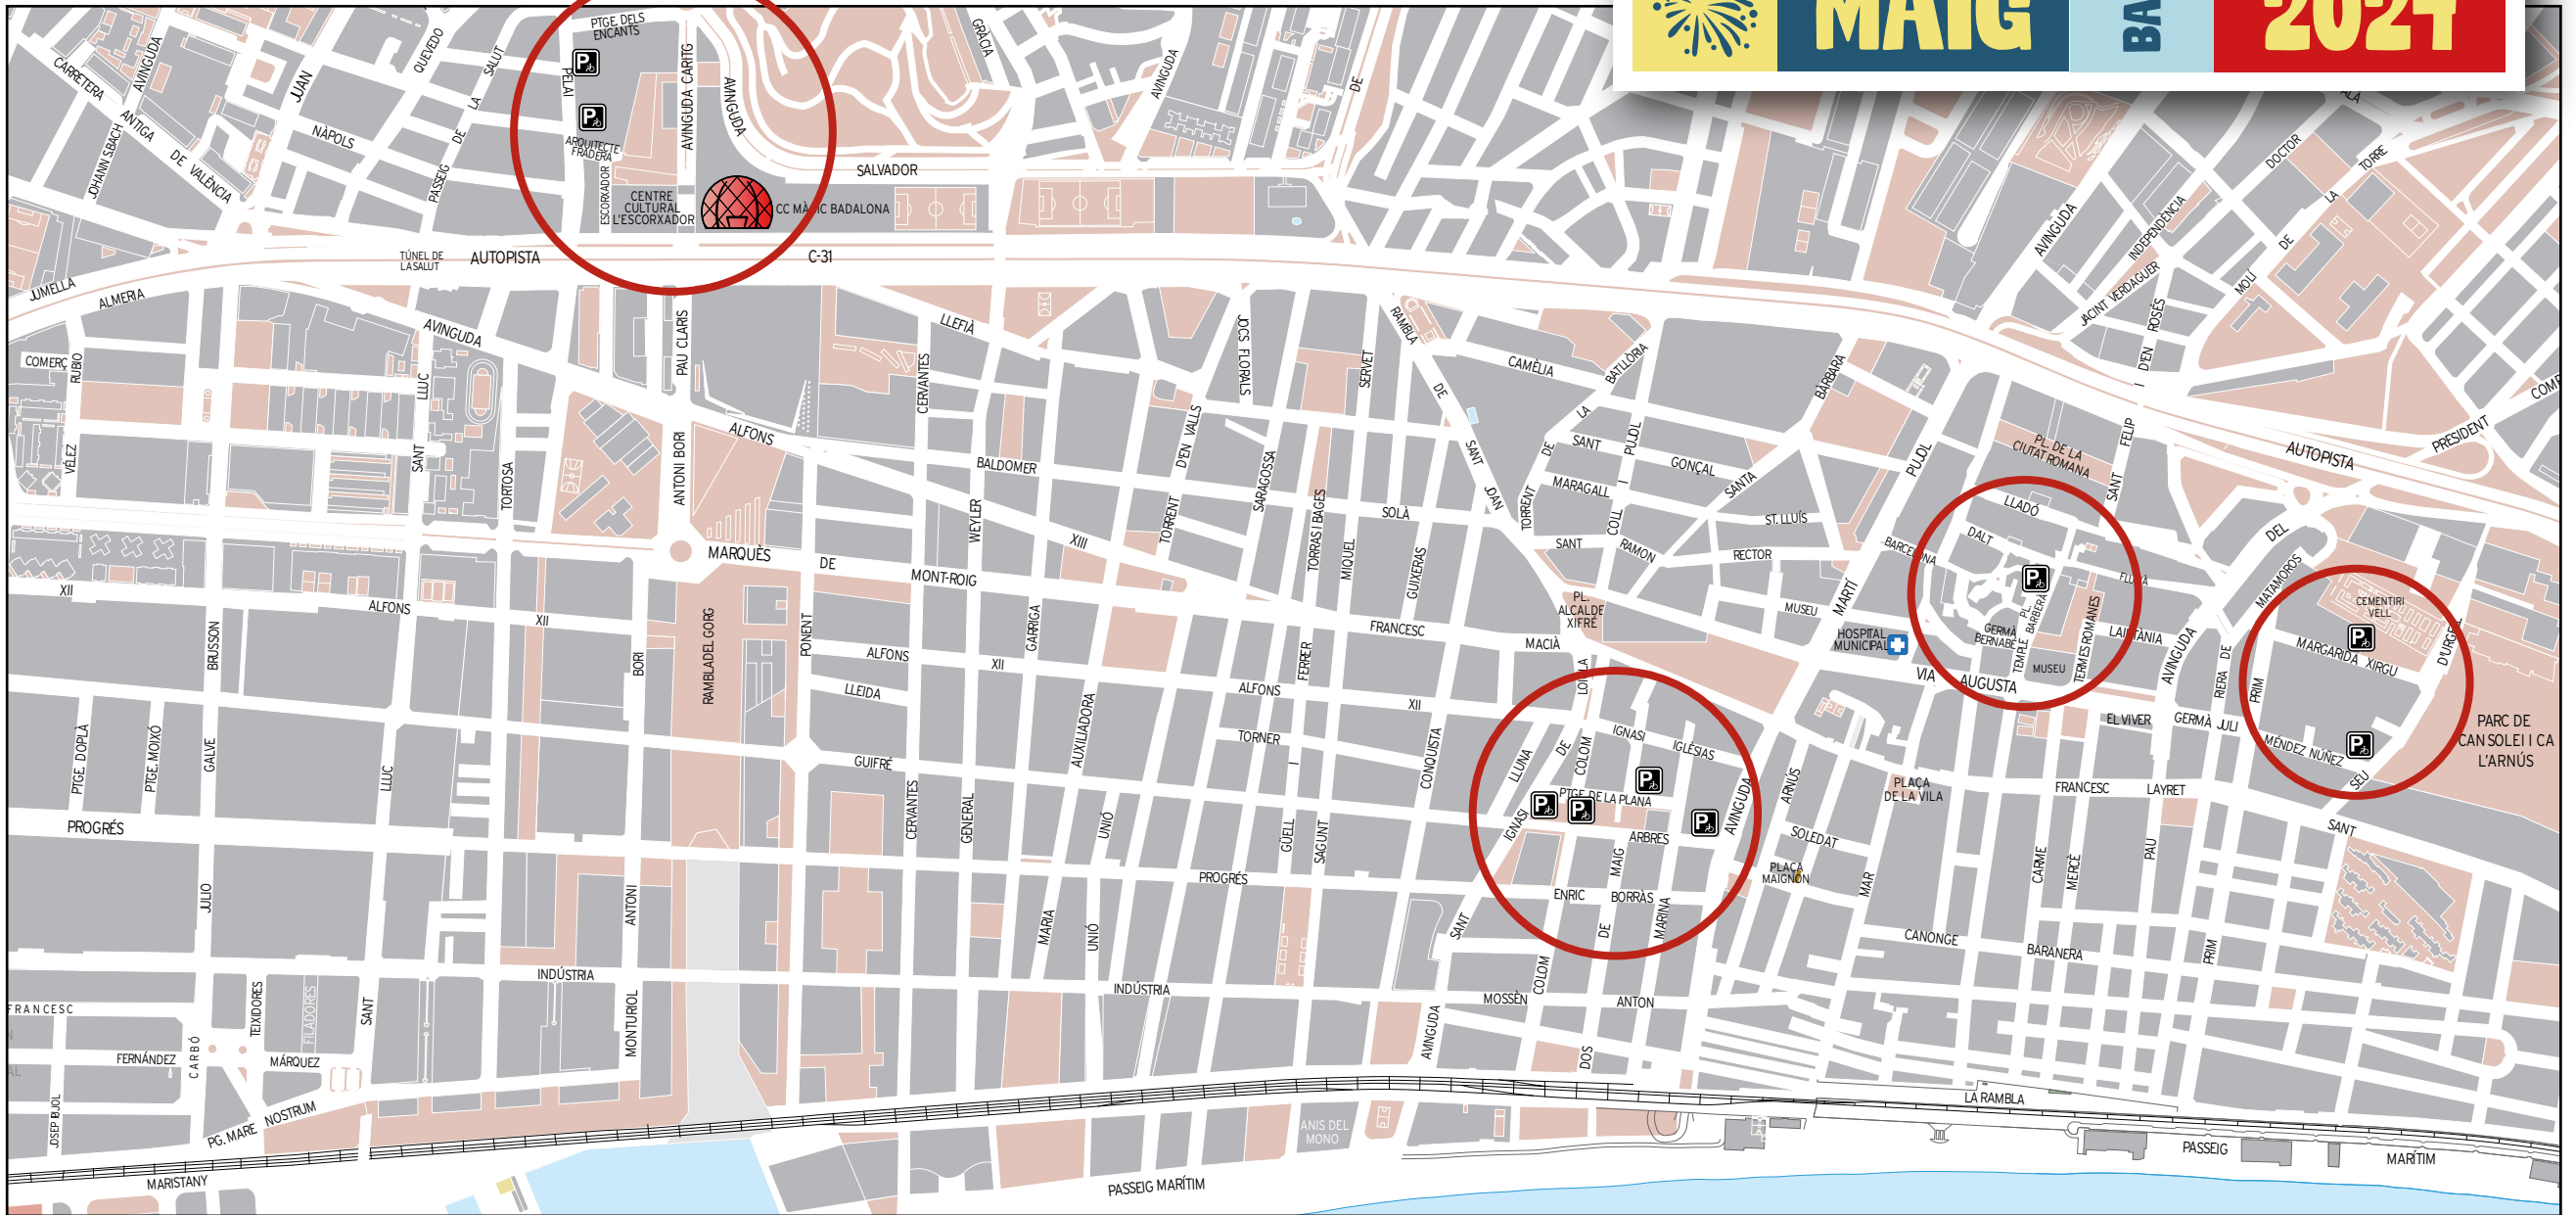 MAIG
BA
2024
PTGE. DELS
ENCANTS
PELAI
AVINGUDA CARITG
AVINGUDA
GRÀCIA
AVINGUDA
DE
CARRETERA
ANTIGA
DE VALÈNCIA
AVINGUDA
JOHANN S.BACH
JUAN
NÀPOLS
QUEVEDO
PASSEIG
DE
LA
SALUT
ARQUITECTE
FRADERA
ESCORXADOR
CENTRE
CULTURAL
L'ESCORXADOR
CC MÀGIC BADALONA
SALVADOR
DOCTOR
LA
TORRE
DE
MOLÍ
AVINGUDA
INDEPENDÈNCIA
JACINT VERDAGUER
I D'EN ROSÉS
SANT FELIP
JUMELLA
ALMERIA
TÚNEL DE
LA SALUT
AUTOPISTA
C-31
AVINGUDA
PAU CLARIS
LLEFIÀ
CERVANTES
JOCS FLORALS
SERVET
RAMBLA
DE
SANT
JOAN
CAMÈLIA
BATLLÒRIA
LA
DE
TORRENT
BÀRBARA
SANTA
COMERÇ
RUBIO
VÉLEZ
LLUC
SANT
TORTOSA
ANTONI BORI
ALFONS
BALDOMER
D'EN VALLS
TORRENT
SARAGOSSA
SANT
GONÇAL
PUJOL
I
COLL
MARAGALL
PUJOL
MARTÍ
PL. DE LA
CIUTAT ROMANA
AUTOPISTA
PRESIDENT
WEYLER
XIII
TORRAS I BAGES
MIQUEL
SOLÀ
GUIXERAS
ST. LLUÍS
SANT
RAMON
RECTOR
BARCELONA
LLADÓ
DALT
FLUVIÀ
DEL
MATAMOROS
MARQUÈS
DE
MONT-ROIG
XII
ALFONS
XII
BRUSSON
BORI
RAMBLA DEL GORG
PONENT
GARRIGA
ALFONS
XII
LLEIDA
FERRER
FRANCESC
MACIÀ
PL.
ALCALDE
XIFRÉ
MUSEU
HOSPITAL
MUNICIPAL
GERMÀ
BERNABÉ
TEMPLE
PL.
BARBERÀ
TERMES ROMANES
MUSEU
LAIETÀNIA
VIA
AUGUSTA
AVINGUDA
RIERA DE
PRIM
CEMENTIRI
VELL
MARGARIDA XIRGU
D'URGELL
MÉNDEZ NÚÑEZ
SEU
PARC DE
CAN SOLEI I CA
L'ARNÚS
PTGE. DOPLÀ
PTGE. MOIXÓ
GALVE
LLUC
GUIFRÉ
AUXILIADORA
ALFONS
XII
TORNER
I
CONQUISTA
LOIOLA
DE
IGNASI
LLUNA
COLOM
IGNASI
IGLÉSIAS
PTGE. DE LA PLANA
ARBRES
AVINGUDA
ARNÚS
PLAÇA
DE LA VILA
EL VIVER
GERMÀ
JULI
FRANCESC
LAYRET
PROGRÉS
JULIO
ANTONI
CERVANTES
GENERAL
UNIÓ
MARIA
UNIÓ
PROGRÉS
GÜELL
SAGUNT
SANT
ENRIC
BORRÀS
MAIG
DE
MARINA
SOLEDAT
PLAÇA
MAIGNON
MAR
CARME
MERCÈ
PAU
SANT
CANONGE
BARANERA
PRIM
INDÚSTRIA
INDÚSTRIA
COLOM
MOSSÈN
ANTON
DOS
AVINGUDA
FRANCESC
CARBÓ
TEIXIDORES
FILADORES
SANT
MONTURIOL
FERNÁNDEZ
MÁRQUEZ
JOSEP PUJOL
PG. MARE NOSTRUM
MARISTANY
PASSEIG MARÍTIM
ANIS DEL
MONO
LA RAMBLA
PASSEIG
MARÍTIM